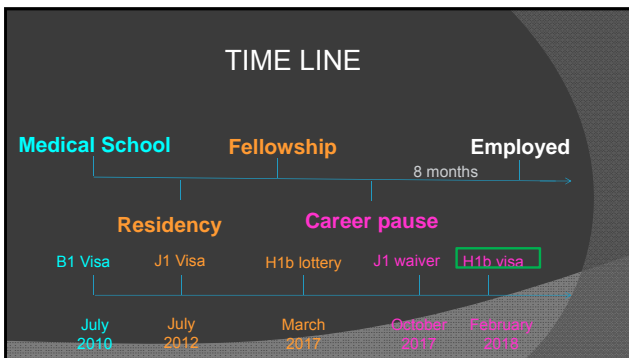 TIME LINE
Medical School Fellowship Employed
8 months
Residency Career pause
B1 Visa J1 Visa H1b lottery J1 waiver H1b visa
July July March October February
2010 2012 2017 2017 2018